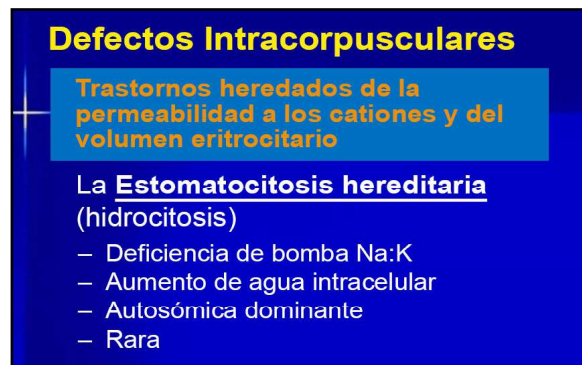 Defectos Intracorpusculares
Trastornos heredados de la
permeabilidad a los cationes y del
volumen eritrocitario
La Estomatocitosis hereditaria
(hidrocitosis)
– Deficiencia de bomba Na:K
– Aumento de agua intracelular
– Autosómica dominante
– Rara